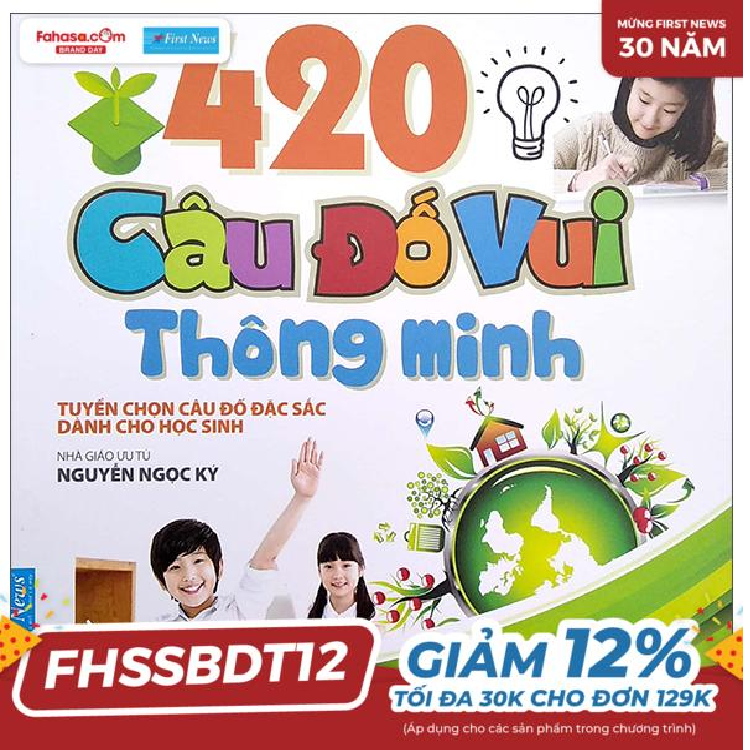 Fahasa.com
BRAND DAY
First News
MỪNG FIRST NEWS
30 NĂM
420
Câu Đố Vui
Thông minh
TUYỂN CHỌN CÂU ĐỐ ĐẶC SẮC
DÀNH CHO HỌC SINH
NHÀ GIÁO ƯU TÚ
NGUYỄN NGỌC KÝ
News
FHSSBDT12
GIẢM 12%
TỐI ĐA 30K CHO ĐƠN 129K
(Áp dụng cho các sản phẩm trong chương trình)